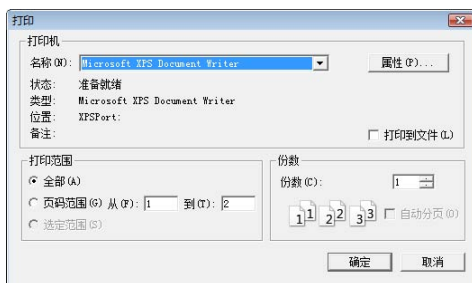 打印
打印机
名称(N): Microsoft XPS Document Writer 属性(P)...
状态: 准备就绪
类型: Microsoft XPS Document Writer
位置: XPSPort:
备注: 打印到文件(L)
打印范围
全部(A)
页码范围(G) 从(F): 1 到(T): 2
选定范围(S)
份数
份数(C): 1
11 22 33 自动分页(O)
确定 取消